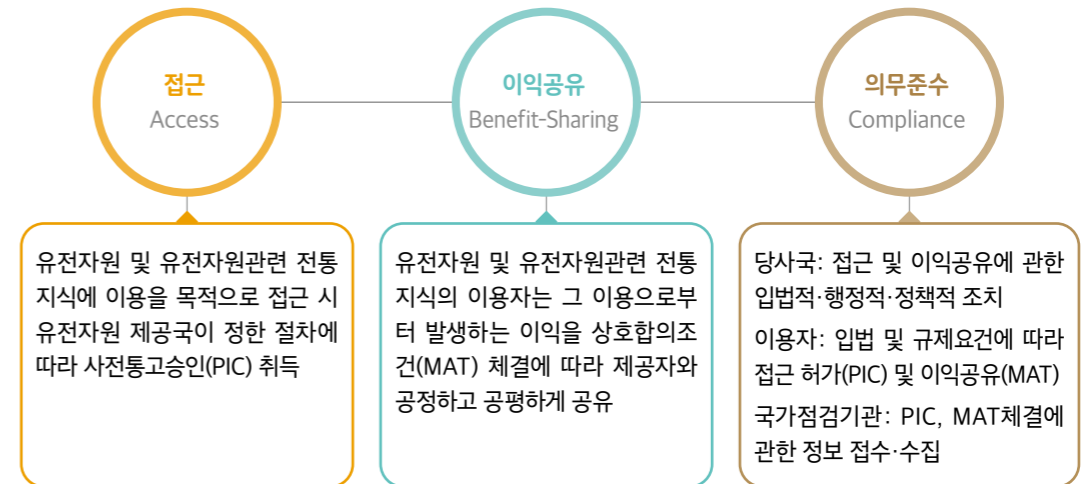 접근
Access
이익공유
Benefit-Sharing
의무준수
Compliance
유전자원 및 유전자원관련 전통
지식에 이용을 목적으로 접근 시
유전자원 제공국이 정한 절차에
따라 사전통고승인(PIC) 취득
유전자원 및 유전자원관련 전통
지식의 이용자는 그 이용으로부
터 발생하는 이익을 상호합의조
건(MAT) 체결에 따라 제공자와
공정하고 공평하게 공유
당사국: 접근 및 이익공유에 관한
입법적·행정적·정책적 조치
이용자: 입법 및 규제요건에 따라
접근 허가(PIC) 및 이익공유(MAT)
국가점검기관: PIC, MAT체결에
관한 정보 접수·수집